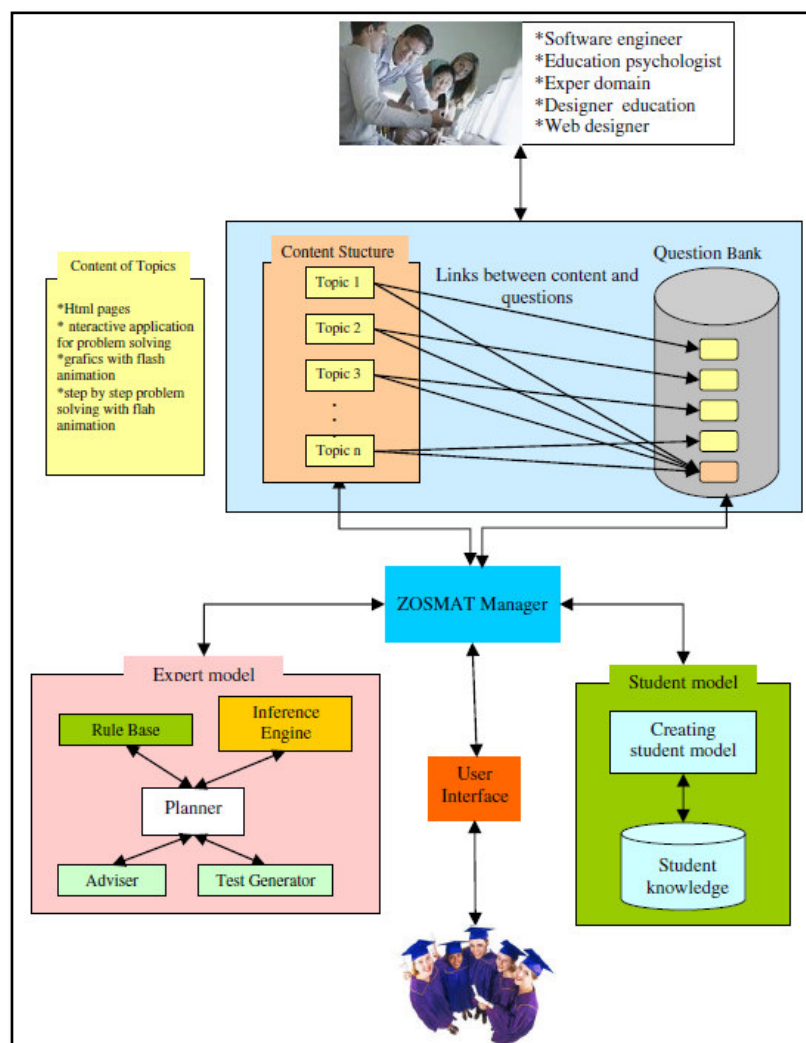 *Software engineer
*Education psychologist
*Exper domain
*Designer education
*Web designer
Content of Topics
*Html pages
* nteractive application
for problem solving
*grafics with flash
animation
*step by step problem
solving with flah
animation
Content Stucture
Topic 1
Topic 2
Topic 3
Topic n
Links between content and
questions
Question Bank
ZOSMAT Manager
Expert model
Rule Base
Inference
Engine
Planner
Adviser
Test Generator
User
Interface
Student model
Creating
student model
Student
knowledge